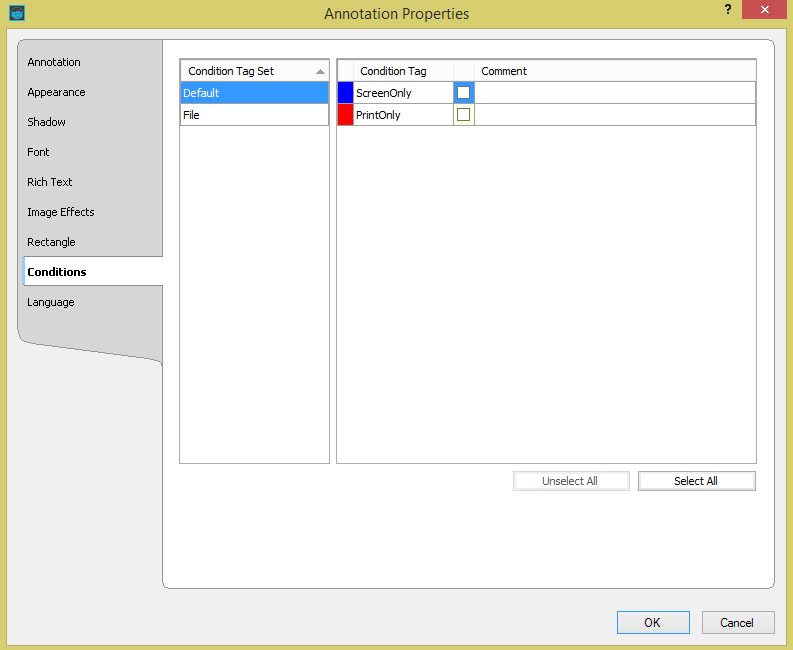 Annotation Properties
?
Annotation
Appearance
Shadow
Font
Rich Text
Image Effects
Rectangle
Conditions
Language
Condition Tag Set
Default
File
Condition Tag Comment
ScreenOnly
PrintOnly
Unselect All Select All
OK Cancel